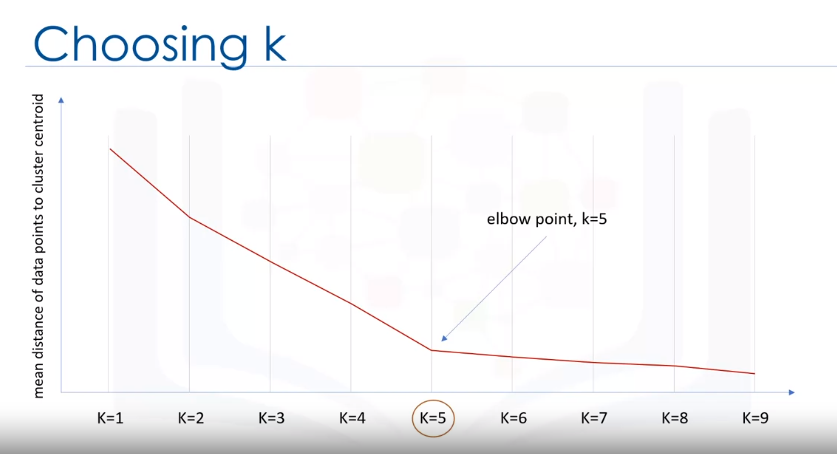 Choosing k
mean distance of data points to cluster centroid
elbow point, k=5
K=1 K=2 K=3 K=4 K=5 K=6 K=7 K=8 K=9